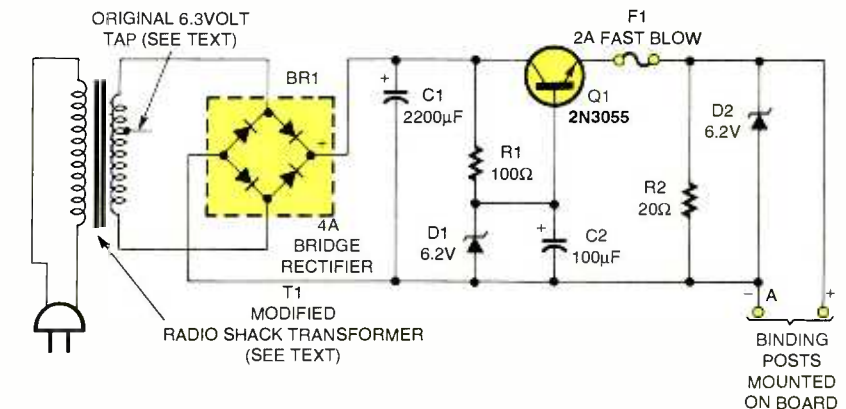 ORIGINAL 6.3VOLT
TAP (SEE TEXT)
BR1
+
4A
BRIDGE
RECTIFIER
T1
MODIFIED
RADIO SHACK TRANSFORMER
(SEE TEXT)
+
C1
2200µF
R1
100Ω
D1
6.2V
+
C2
100µF
Q1
2N3055
F1
2A FAST BLOW
R2
20Ω
D2
6.2V
− A +
BINDING
POSTS
MOUNTED
ON BOARD